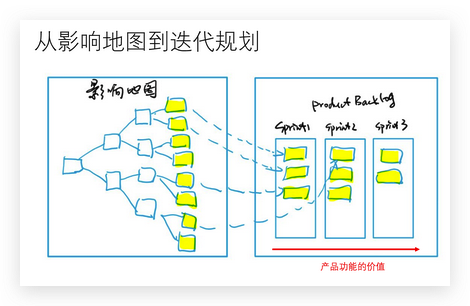 从影响地图到迭代规划
影响地图
Product Backlog
Sprint1
Sprint2
Sprint3
产品功能的价值